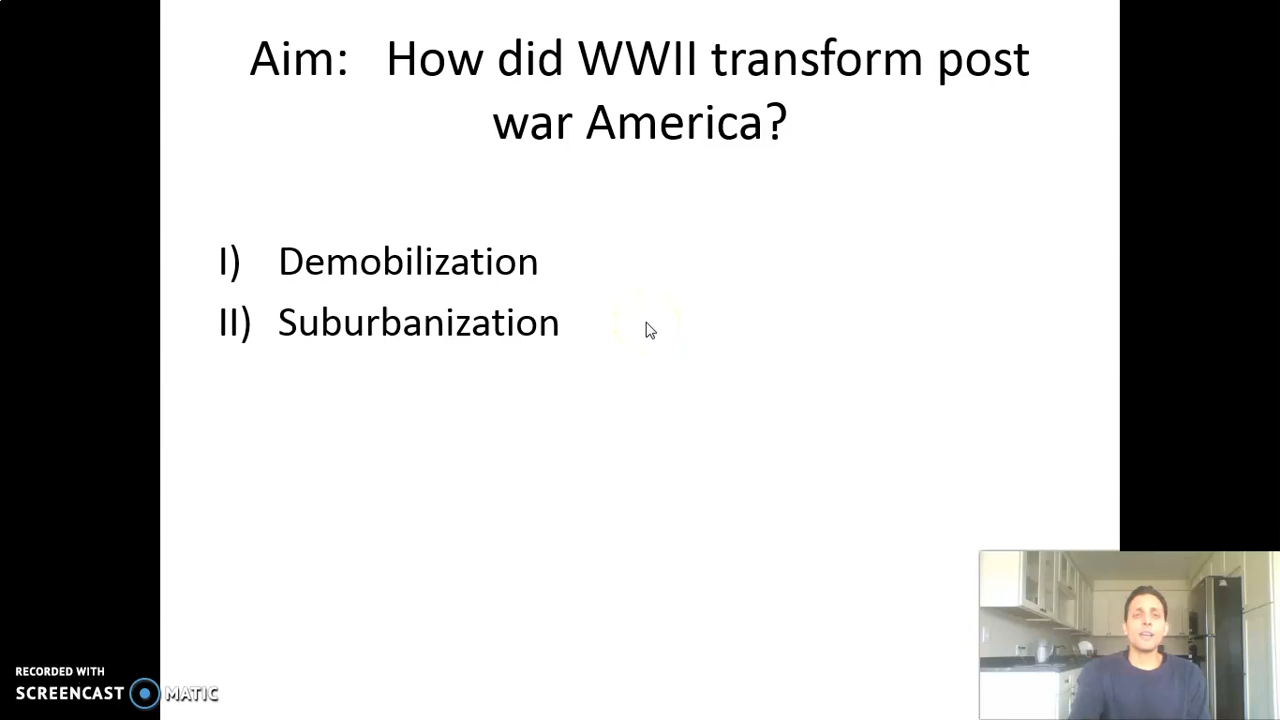 Aim:   How did WWII transform post
war America?
I)   Demobilization
II)  Suburbanization
RECORDED WITH
SCREENCAST MATIC